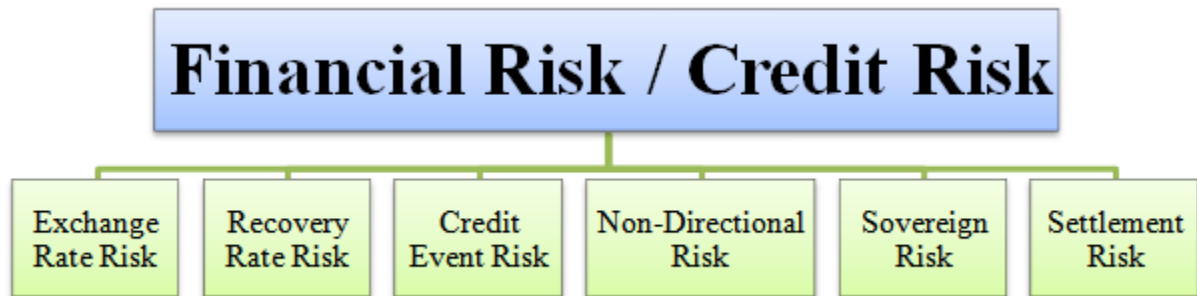 Financial Risk / Credit Risk
Exchange
Rate Risk
Recovery
Rate Risk
Credit
Event Risk
Non-Directional
Risk
Sovereign
Risk
Settlement
Risk